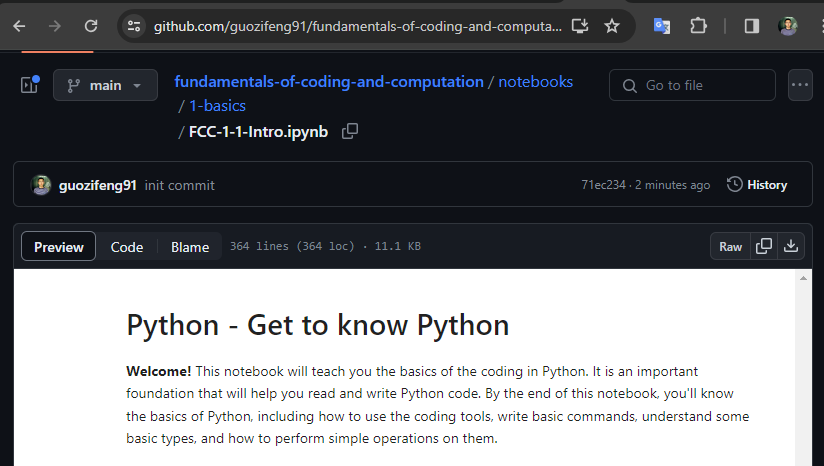 github.com/guozifeng91/fundamentals-of-coding-and-computa...
main
fundamentals-of-coding-and-computation / notebooks
/ 1-basics
/ FCC-1-1-Intro.ipynb
Go to file
guozifeng91 init commit
71ec234 · 2 minutes ago
History
Preview
Code
Blame
364 lines (364 loc) · 11.1 KB
Raw
Python - Get to know Python
Welcome! This notebook will teach you the basics of the coding in Python. It is an important
foundation that will help you read and write Python code. By the end of this notebook, you'll know
the basics of Python, including how to use the coding tools, write basic commands, understand some
basic types, and how to perform simple operations on them.